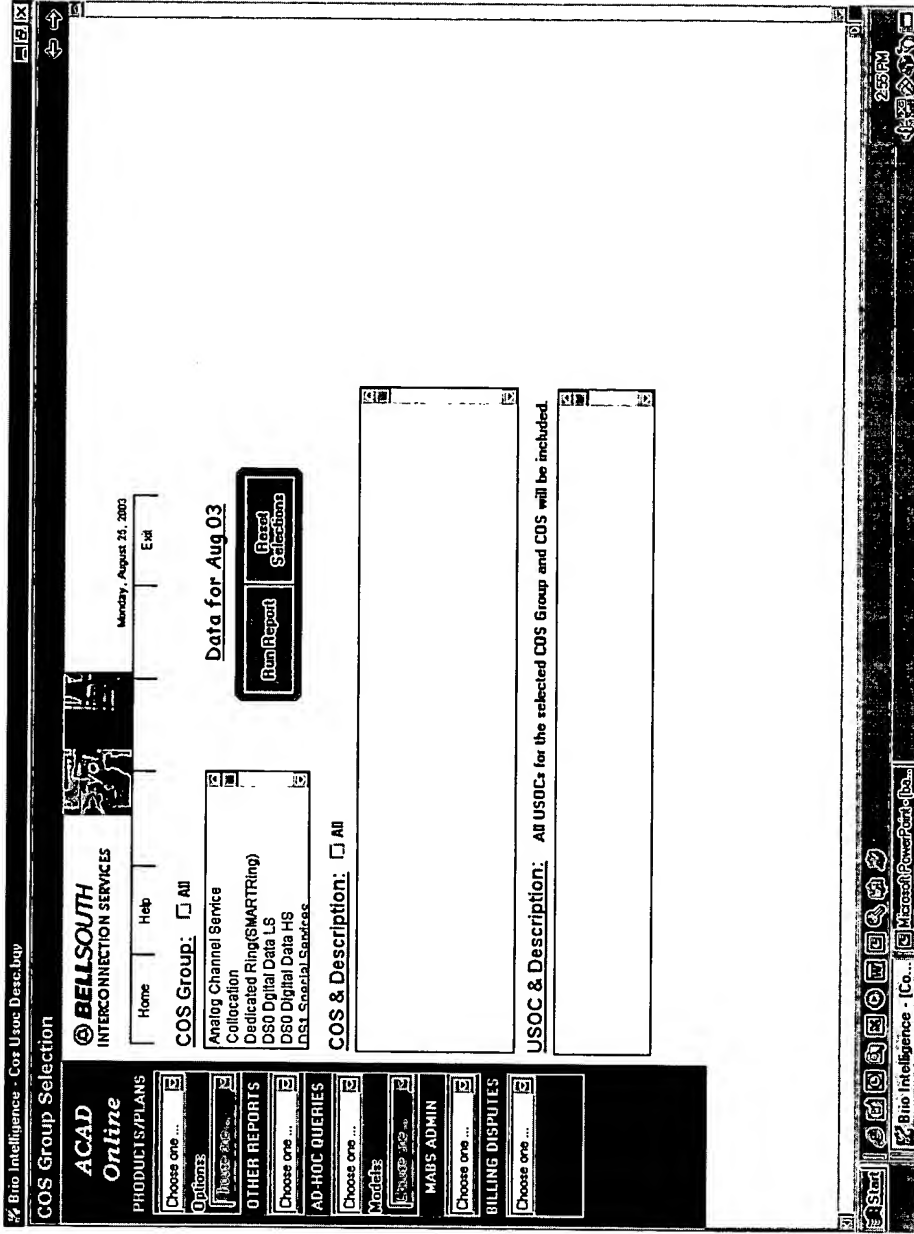 Brio Intelligence - Cos Usoc Desc.bqy
COS Group Selection
ACAD
Online
PRODUCTS/PLANS
Choose one ...
Options:
OTHER REPORTS
Choose one ...
AD-HOC QUERIES
Choose one ...
Models:
MABS ADMIN
Choose one ...
BILLING DISPUTES
Choose one ...
BELLSOUTH
INTERCONNECTION SERVICES
Monday, August 25, 2003
Home Help Exit
COS Group: All
Analog Channel Service
Collocation
Dedicated Ring(SMARTRing)
DS0 Dgital Data LS
DS0 Digital Data HS
DS1 Special Services
Data for Aug 03
Run Report
Reset
Selections
COS & Description: All
USOC & Description: All USOCs for the selected COS Group and COS will be included.
Start
2:55 PM
Brio Intelligence - [Co...
Microsoft PowerPoint - [ba...